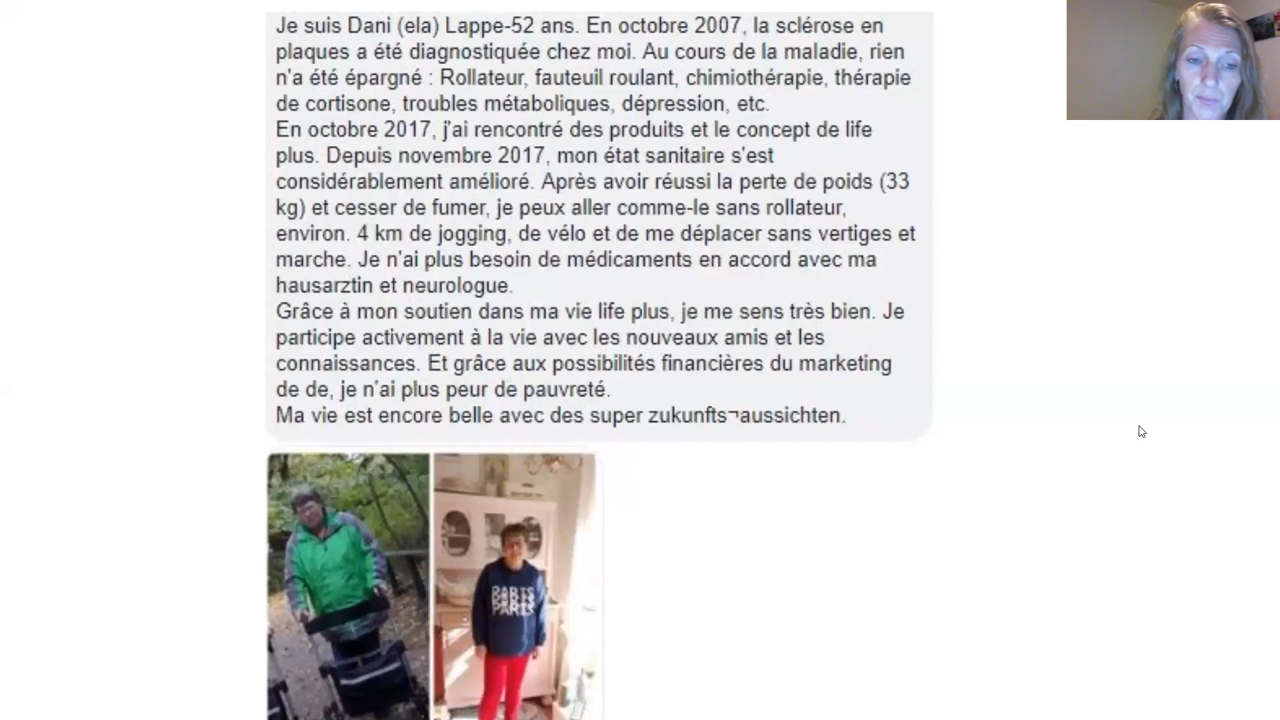 Je suis Dani (ela) Lappe-52 ans. En octobre 2007, la sclérose en
plaques a été diagnostiquée chez moi. Au cours de la maladie, rien
n'a été épargné : Rollateur, fauteuil roulant, chimiothérapie, thérapie
de cortisone, troubles métaboliques, dépression, etc.
En octobre 2017, j'ai rencontré des produits et le concept de life
plus. Depuis novembre 2017, mon état sanitaire s'est
considérablement amélioré. Après avoir réussi la perte de poids (33
kg) et cesser de fumer, je peux aller comme-le sans rollateur,
environ. 4 km de jogging, de vélo et de me déplacer sans vertiges et
marche. Je n'ai plus besoin de médicaments en accord avec ma
hausarztin et neurologue.
Grâce à mon soutien dans ma vie life plus, je me sens très bien. Je
participe activement à la vie avec les nouveaux amis et les
connaissances. Et grâce aux possibilités financières du marketing
de de, je n'ai plus peur de pauvreté.
Ma vie est encore belle avec des super zukunfts¬aussichten.
PARIS
PARIS
PARIS